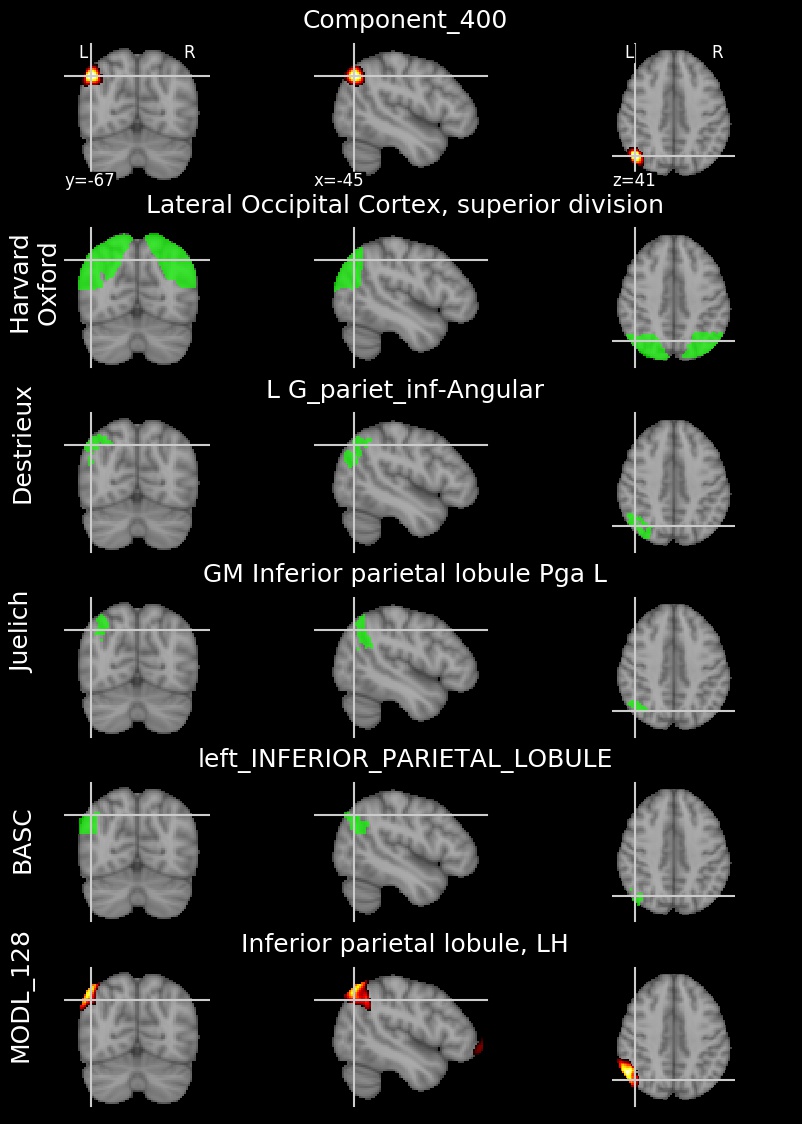 Component_400
L R
L R
y=-67 x=-45 z=41
Lateral Occipital Cortex, superior division
Harvard
Oxford
L G_pariet_inf-Angular
Destrieux
GM Inferior parietal lobule Pga L
Juelich
left_INFERIOR_PARIETAL_LOBULE
BASC
Inferior parietal lobule, LH
MODL_128